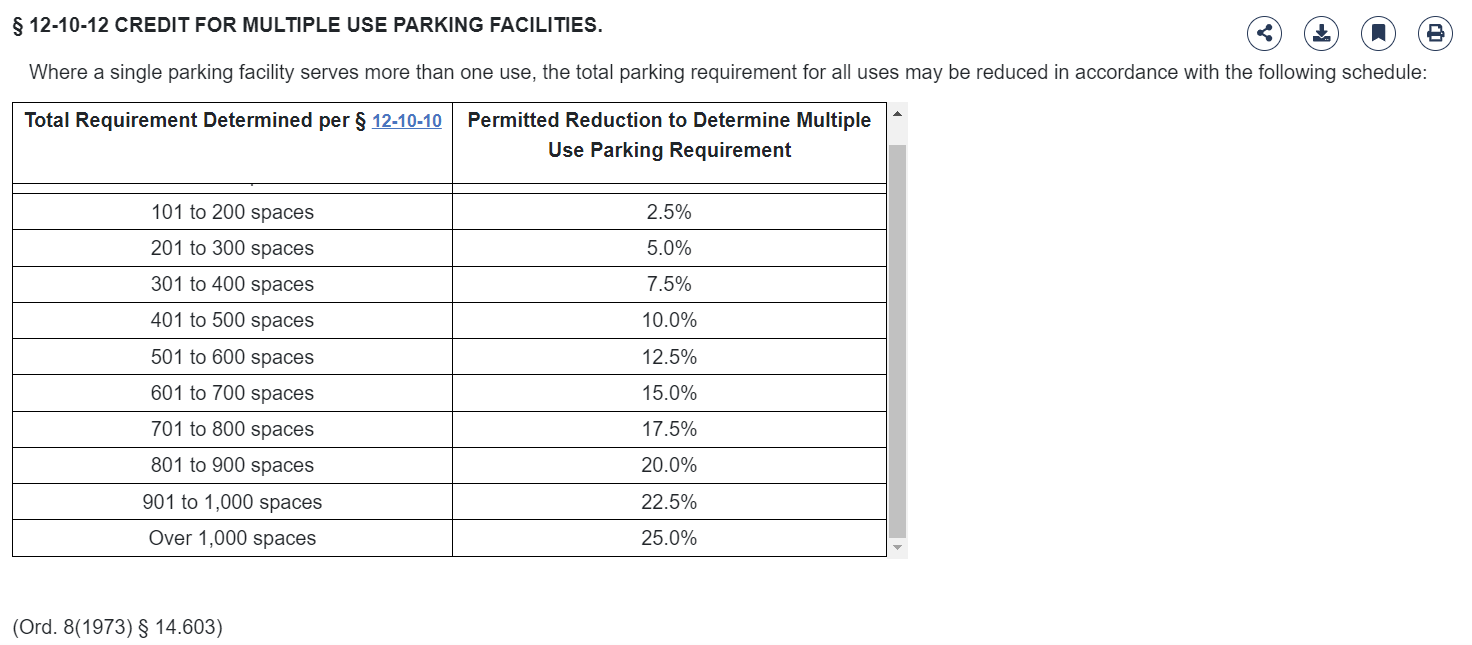 § 12-10-12 CREDIT FOR MULTIPLE USE PARKING FACILITIES.
Where a single parking facility serves more than one use, the total parking requirement for all uses may be reduced in accordance with the following schedule:
Total Requirement Determined per § 12-10-10 Permitted Reduction to Determine Multiple
Use Parking Requirement
101 to 200 spaces 2.5%
201 to 300 spaces 5.0%
301 to 400 spaces 7.5%
401 to 500 spaces 10.0%
501 to 600 spaces 12.5%
601 to 700 spaces 15.0%
701 to 800 spaces 17.5%
801 to 900 spaces 20.0%
901 to 1,000 spaces 22.5%
Over 1,000 spaces 25.0%
(Ord. 8(1973) § 14.603)